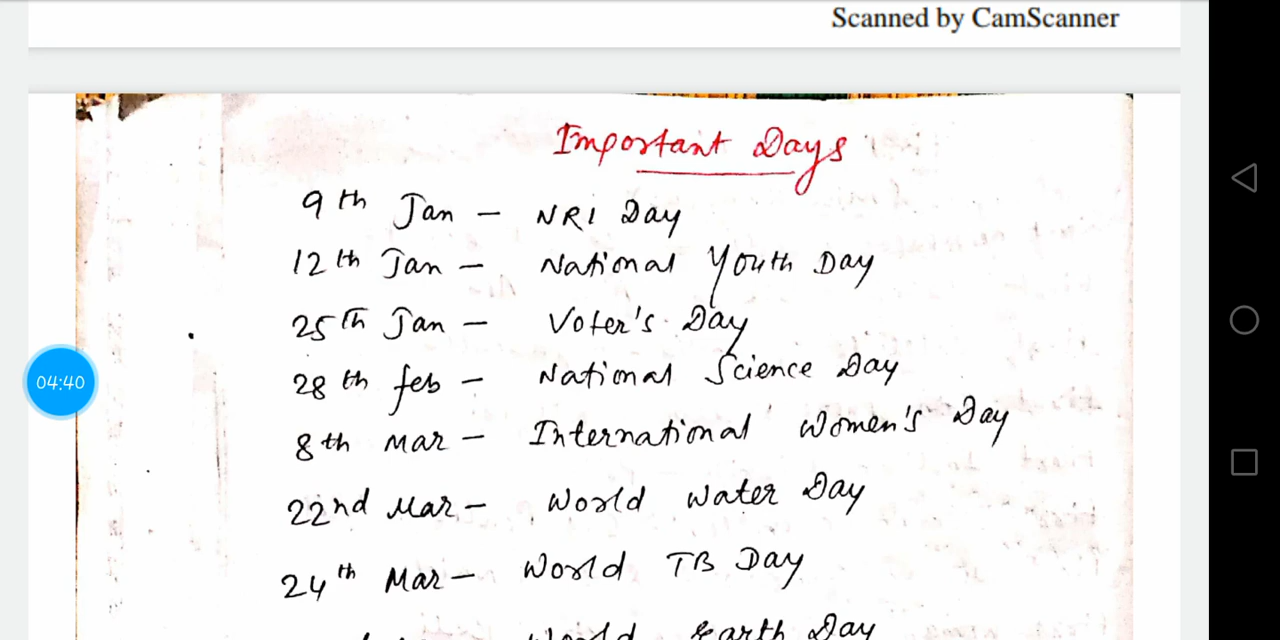 Scanned by CamScanner
Important Days
9th Jan — NRI Day
12th Jan — National Youth Day
25th Jan — Voter's Day
28th feb — National Science Day
8th Mar — International Women's Day
22nd Mar — World Water Day
24th Mar — World TB Day
World Earth Day
04:40